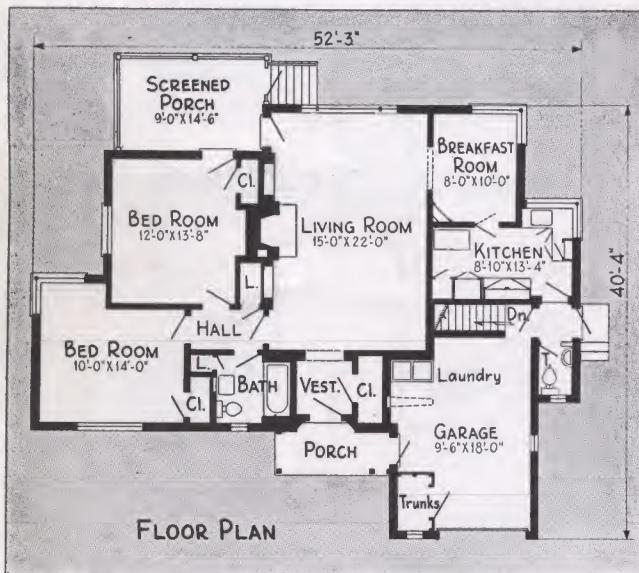 52'-3"
SCREENED
PORCH
9'-0"X14'-6"
BREAKFAST
ROOM
8'-0"X10'-0"
Cl.
BED ROOM
12'-0"X13'-8"
LIVING ROOM
15'-0"X22'-0"
KITCHEN
8'-10"X13'-4"
40'-4"
L.
HALL
Dn.
BED ROOM
10'-0"X14'-0"
L.
BATH
VEST.
Cl.
Cl.
Laundry
GARAGE
9'-6"X18'-0"
PORCH
Trunks
FLOOR PLAN